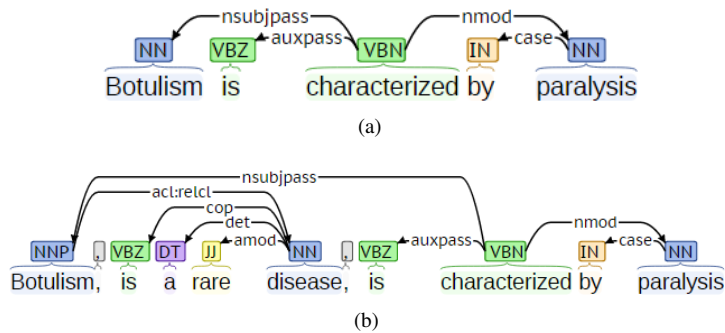 nsubjpass nmod
auxpass case
NN VBZ VBN IN NN
Botulism is characterized by paralysis
(a)
nsubjpass
acl:relcl
cop
det nmod
amod auxpass case
NNP , VBZ DT JJ NN , VBZ VBN IN NN
Botulism, is a rare disease, is characterized by paralysis
(b)